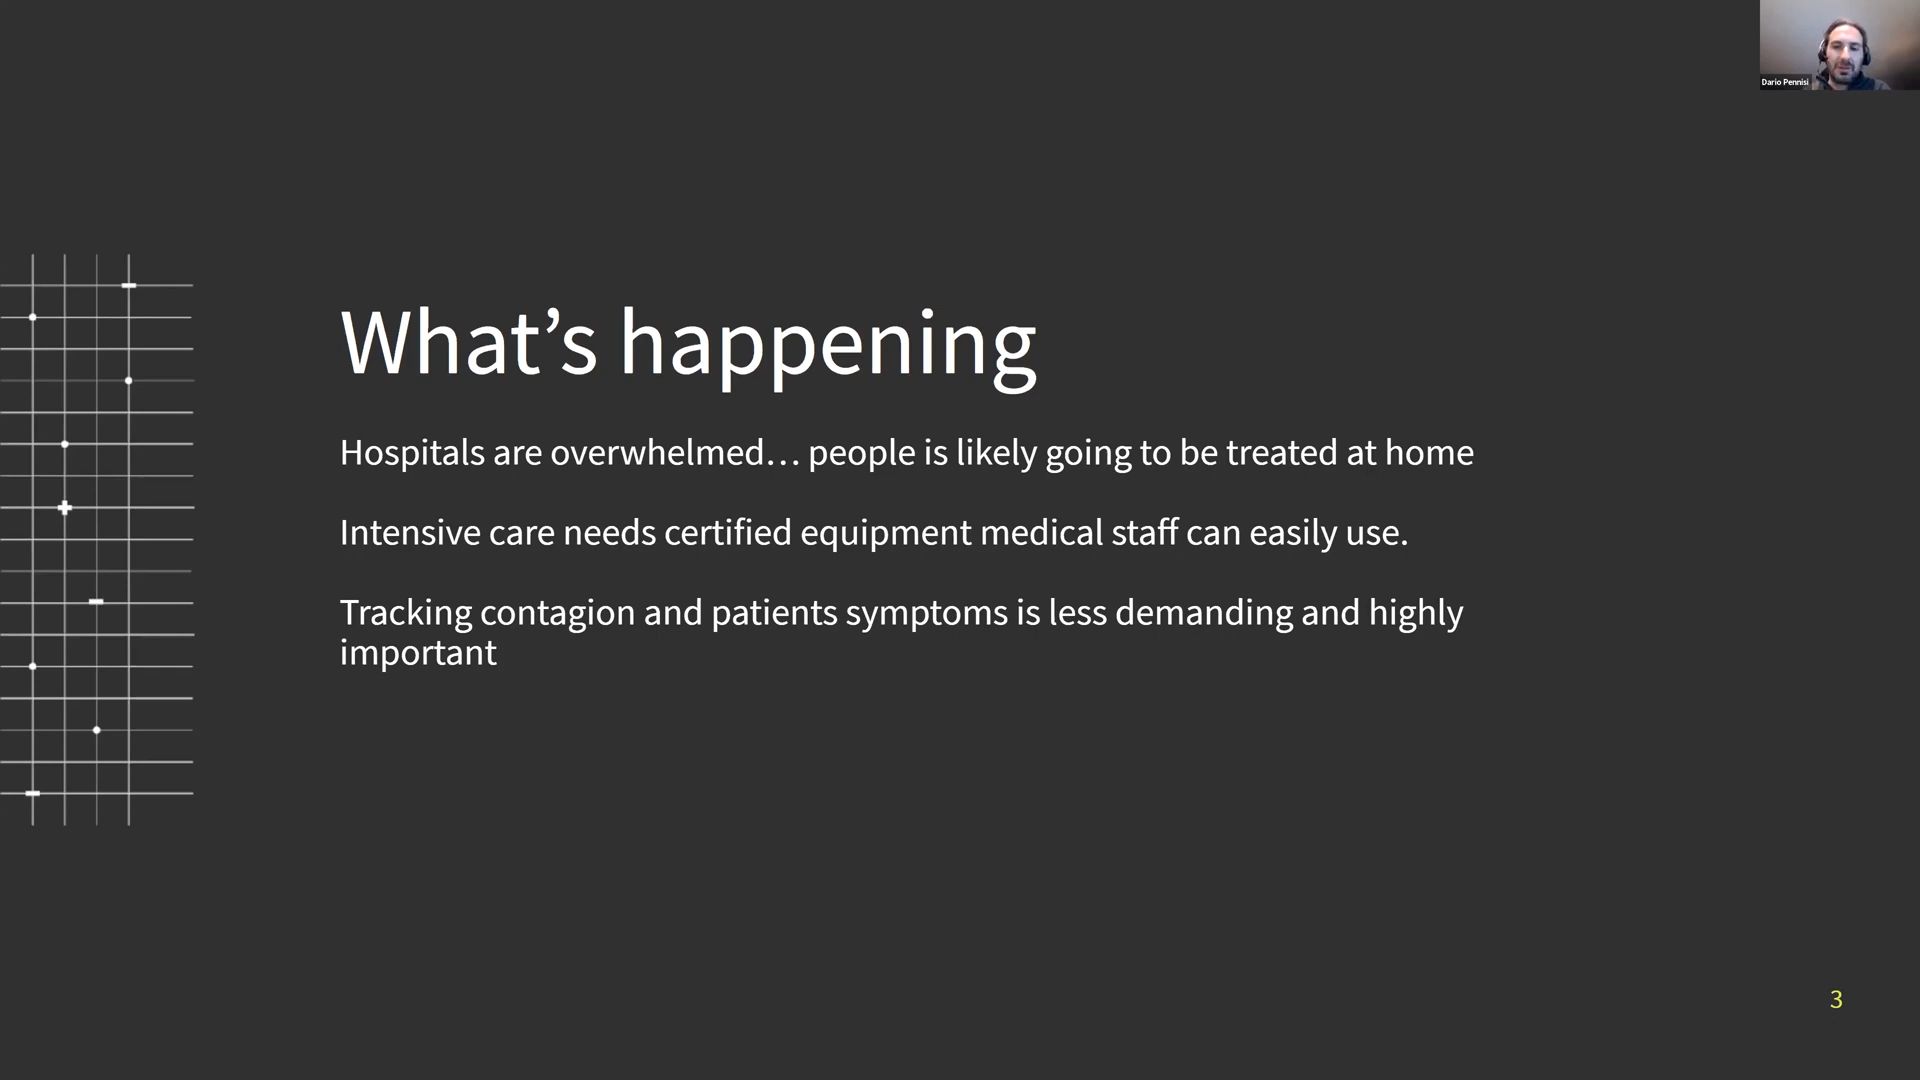 Dario Pennisi
What’s happening
Hospitals are overwhelmed… people is likely going to be treated at home
Intensive care needs certified equipment medical staff can easily use.
Tracking contagion and patients symptoms is less demanding and highly
important
3